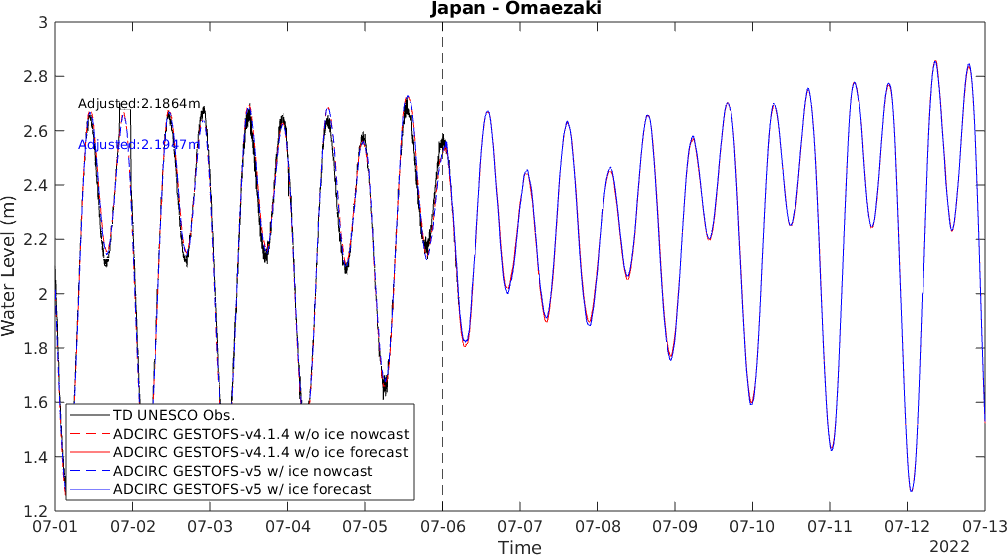 Japan - Omaezaki
Water Level (m)
3
2.8
2.6
2.4
2.2
2
1.8
1.6
1.4
1.2
Adjusted:2.1864m
Adjusted:2.1947m
TD UNESCO Obs.
ADCIRC GESTOFS-v4.1.4 w/o ice nowcast
ADCIRC GESTOFS-v4.1.4 w/o ice forecast
ADCIRC GESTOFS-v5 w/ ice nowcast
ADCIRC GESTOFS-v5 w/ ice forecast
07-01 07-02 07-03 07-04 07-05 07-06 07-07 07-08 07-09 07-10 07-11 07-12 07-13
Time
2022